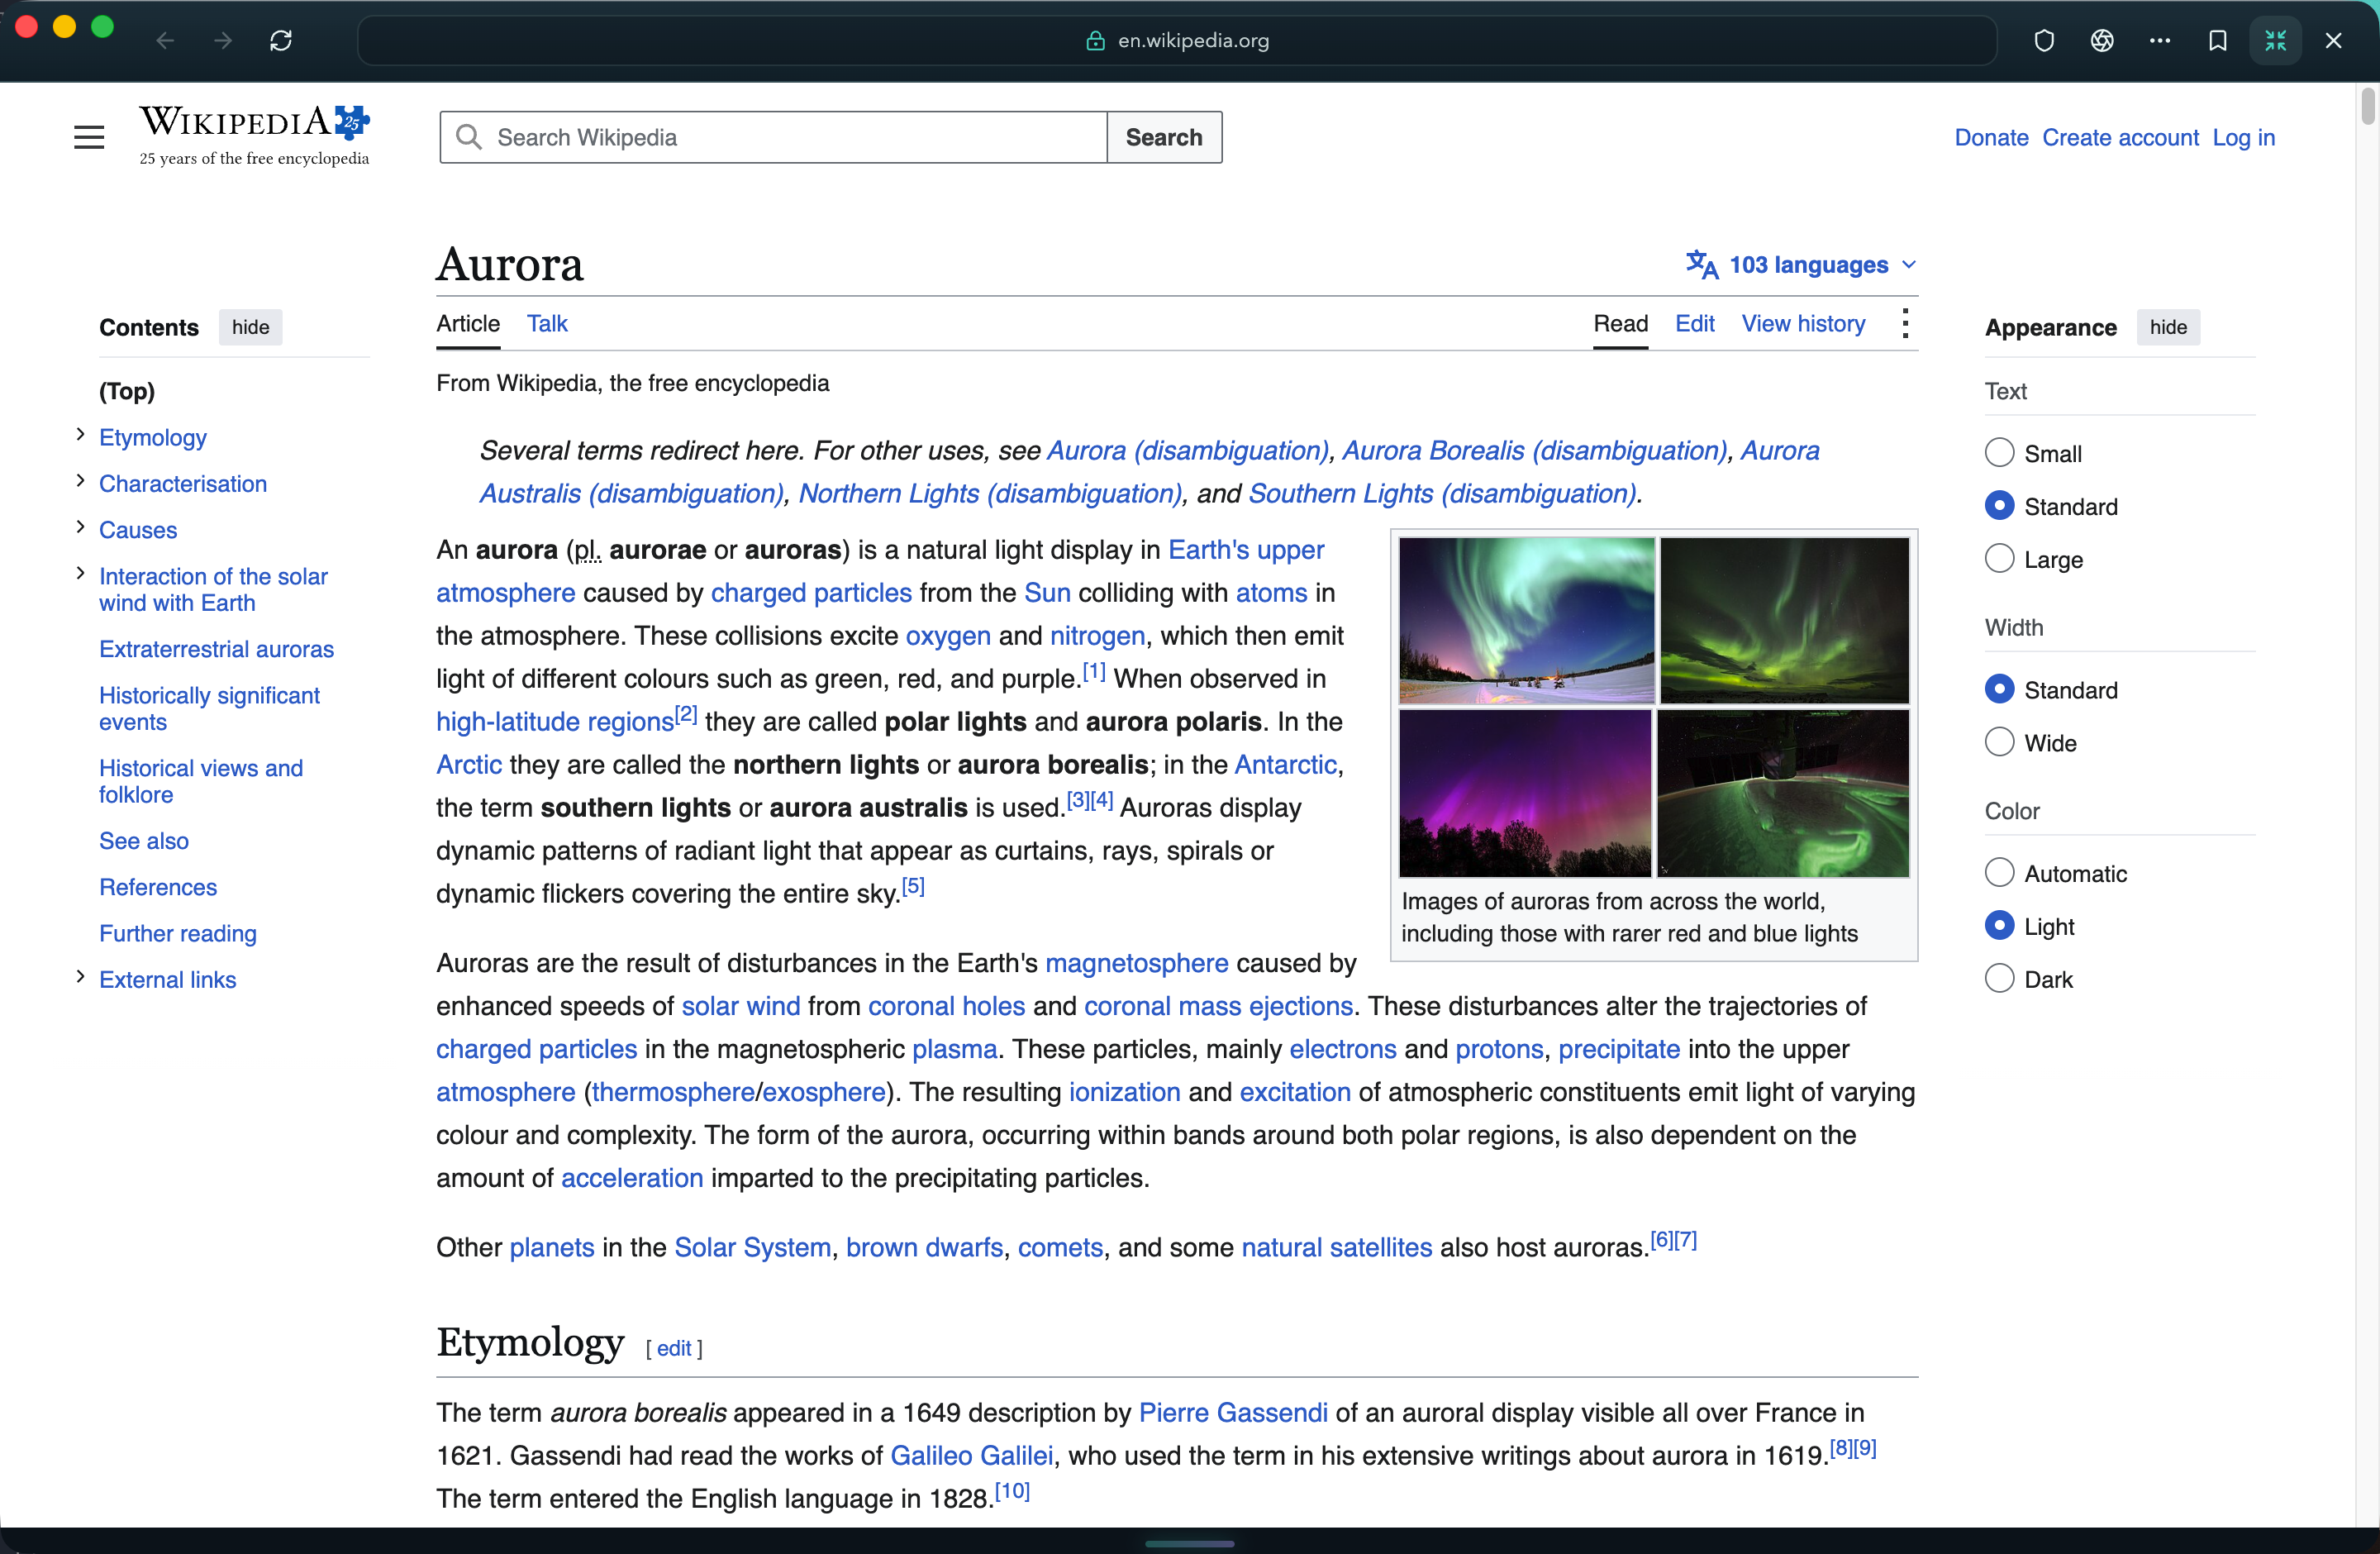 en.wikipedia.org
WIKIPEDIA 25
25 years of the free encyclopedia
Search Wikipedia
Search
Donate Create account Log in
Aurora
103 languages
Article Talk
Read Edit View history
From Wikipedia, the free encyclopedia
Contents hide
(Top)
Etymology
Characterisation
Causes
Interaction of the solar
wind with Earth
Extraterrestrial auroras
Historically significant
events
Historical views and
folklore
See also
References
Further reading
External links
Several terms redirect here. For other uses, see Aurora (disambiguation), Aurora Borealis (disambiguation), Aurora
Australis (disambiguation), Northern Lights (disambiguation), and Southern Lights (disambiguation).
An aurora (pl. aurorae or auroras) is a natural light display in Earth's upper
atmosphere caused by charged particles from the Sun colliding with atoms in
the atmosphere. These collisions excite oxygen and nitrogen, which then emit
light of different colours such as green, red, and purple.[1] When observed in
high-latitude regions[2] they are called polar lights and aurora polaris. In the
Arctic they are called the northern lights or aurora borealis; in the Antarctic,
the term southern lights or aurora australis is used.[3][4] Auroras display
dynamic patterns of radiant light that appear as curtains, rays, spirals or
dynamic flickers covering the entire sky.[5]
Images of auroras from across the world,
including those with rarer red and blue lights
Auroras are the result of disturbances in the Earth's magnetosphere caused by
enhanced speeds of solar wind from coronal holes and coronal mass ejections. These disturbances alter the trajectories of
charged particles in the magnetospheric plasma. These particles, mainly electrons and protons, precipitate into the upper
atmosphere (thermosphere/exosphere). The resulting ionization and excitation of atmospheric constituents emit light of varying
colour and complexity. The form of the aurora, occurring within bands around both polar regions, is also dependent on the
amount of acceleration imparted to the precipitating particles.
Other planets in the Solar System, brown dwarfs, comets, and some natural satellites also host auroras.[6][7]
Etymology [ edit ]
The term aurora borealis appeared in a 1649 description by Pierre Gassendi of an auroral display visible all over France in
1621. Gassendi had read the works of Galileo Galilei, who used the term in his extensive writings about aurora in 1619.[8][9]
The term entered the English language in 1828.[10]
Appearance hide
Text
Small
Standard
Large
Width
Standard
Wide
Color
Automatic
Light
Dark